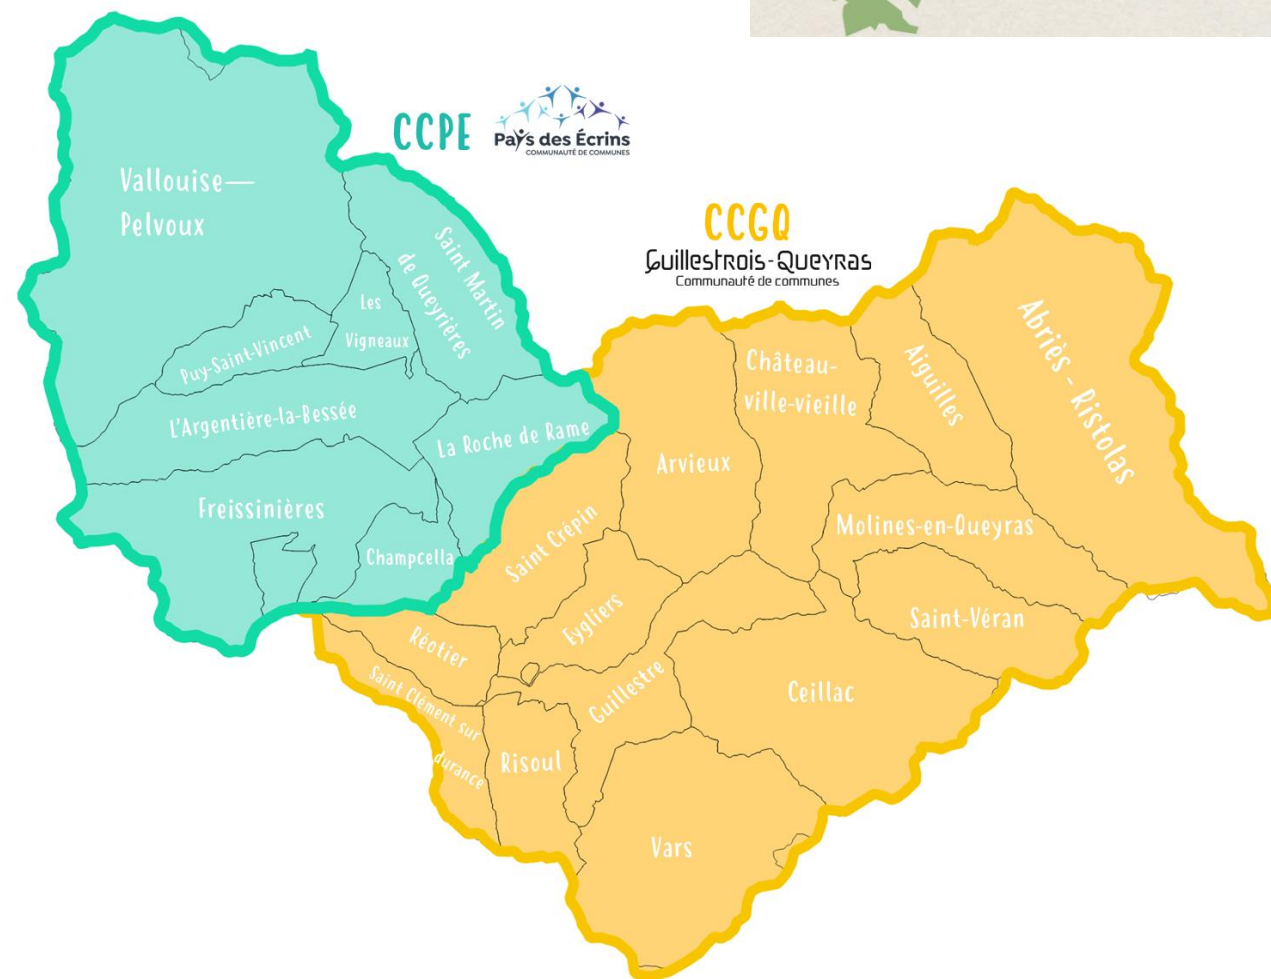 CCPE
Pays des Écrins
COMMUNAUTÉ DE COMMUNES
Vallouise—
Pelvoux
Saint Martin
de Queyrières
Les
Vigneaux
Puy-Saint-Vincent
L'Argentière-la-Bessée
La Roche de Rame
Freissinières
Champcella
CCGQ
Guillestrois-Queyras
Communauté de communes
Abriès - Ristolas
Aiguilles
Château-
ville-vieille
Arvieux
Molines-en-Queyras
Saint Crépin
Eygliers
Saint-Véran
Réotier
Guillestre
Ceillac
Saint Clément sur
durance
Risoul
Vars